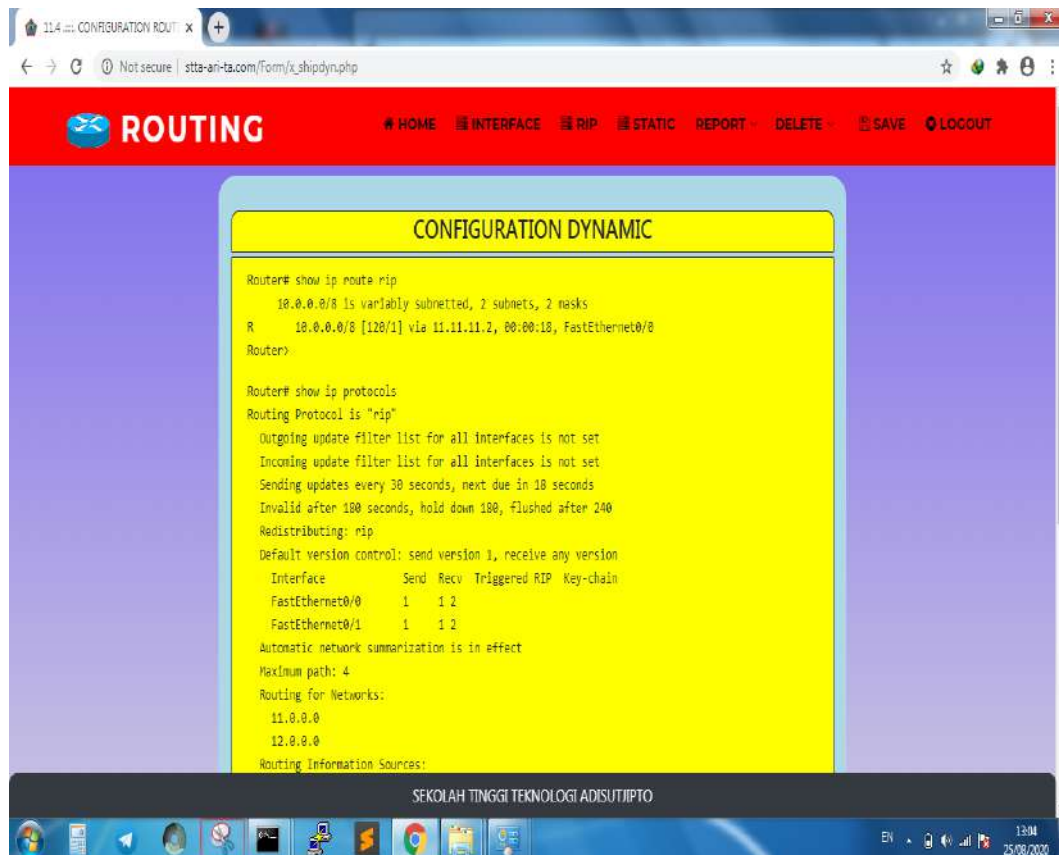 11.4 .::. CONFIGURATION ROUT
Not secure | stta-ari-ta.com/Form/x_shipdyn.php
ROUTING
HOME INTERFACE RIP STATIC REPORT DELETE SAVE LOGOUT
CONFIGURATION DYNAMIC
Router# show ip route rip
10.0.0.0/8 is variably subnetted, 2 subnets, 2 masks
R 10.0.0.0/8 [120/1] via 11.11.11.2, 00:00:18, FastEthernet0/0
Router>
Router# show ip protocols
Routing Protocol is "rip"
Outgoing update filter list for all interfaces is not set
Incoming update filter list for all interfaces is not set
Sending updates every 30 seconds, next due in 18 seconds
Invalid after 180 seconds, hold down 180, flushed after 240
Redistributing: rip
Default version control: send version 1, receive any version
Interface Send Recv Triggered RIP Key-chain
FastEthernet0/0 1 1 2
FastEthernet0/1 1 1 2
Automatic network summarization is in effect
Maximum path: 4
Routing for Networks:
11.0.0.0
12.0.0.0
Routing Information Sources:
SEKOLAH TINGGI TEKNOLOGI ADISUTJIPTO
EN
13:04
25/08/2020